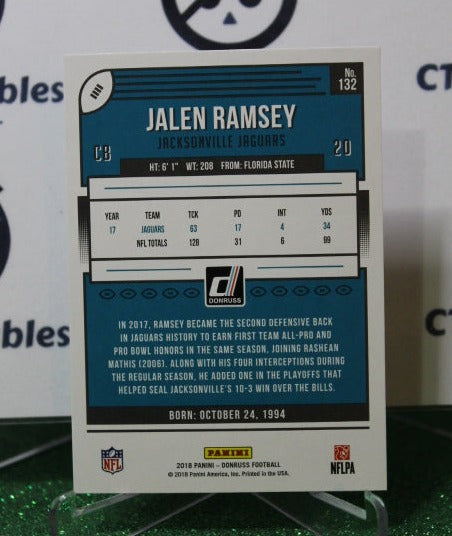 No.
132
JALEN RAMSEY
JACKSONVILLE JAGUARS
CB 20
HT: 6' 1" WT: 208 FROM: FLORIDA STATE
YEAR TEAM TCK PD INT YDS
17 JAGUARS 63 17 4 34
NFL TOTALS 128 31 6 99
DONRUSS
IN 2017, RAMSEY BECAME THE SECOND DEFENSIVE BACK
IN JAGUARS HISTORY TO EARN FIRST TEAM ALL-PRO AND
PRO BOWL HONORS IN THE SAME SEASON, JOINING RASHEAN
MATHIS (2006). ALONG WITH HIS FOUR INTERCEPTIONS DURING
THE REGULAR SEASON, HE ADDED ONE IN THE PLAYOFFS THAT
HELPED SEAL JACKSONVILLE'S 10-3 WIN OVER THE BILLS.
BORN: OCTOBER 24, 1994
NFL PANINI NFLPA
2018 PANINI – DONRUSS FOOTBALL
© 2018 Panini America, Inc. Printed in the USA.
ibles
CT
bles
CTC